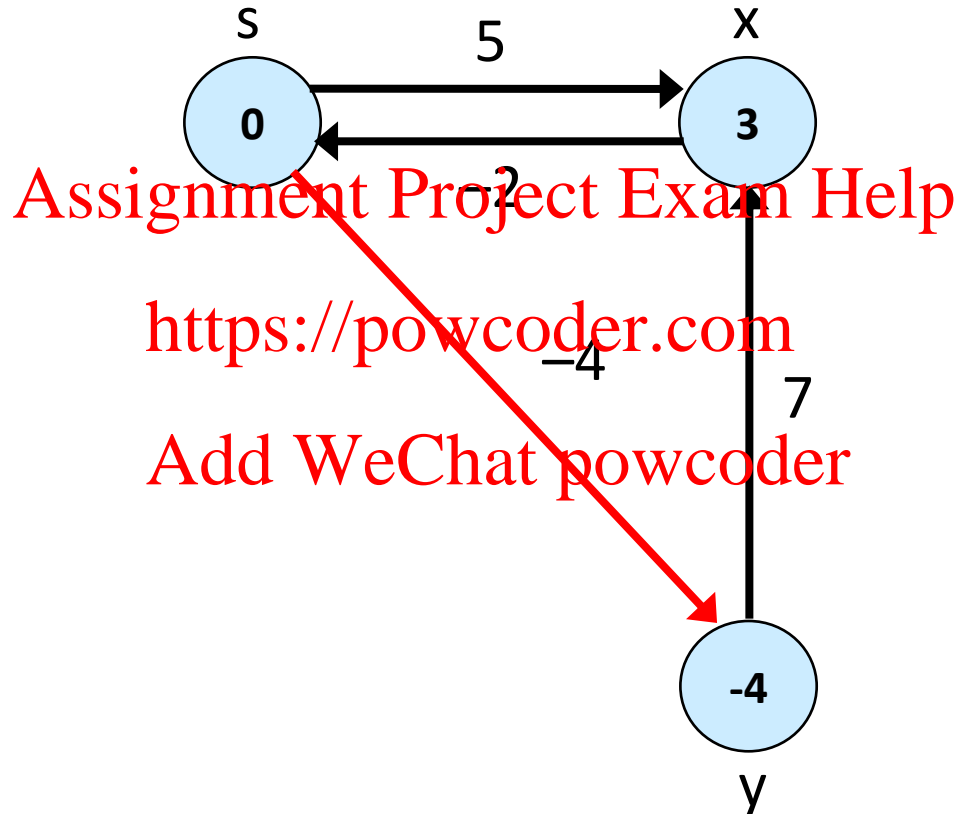 s
x
5
0
3
−2
Assignment Project Exam Help
https://powcoder.com
−4
7
Add WeChat powcoder
-4
y